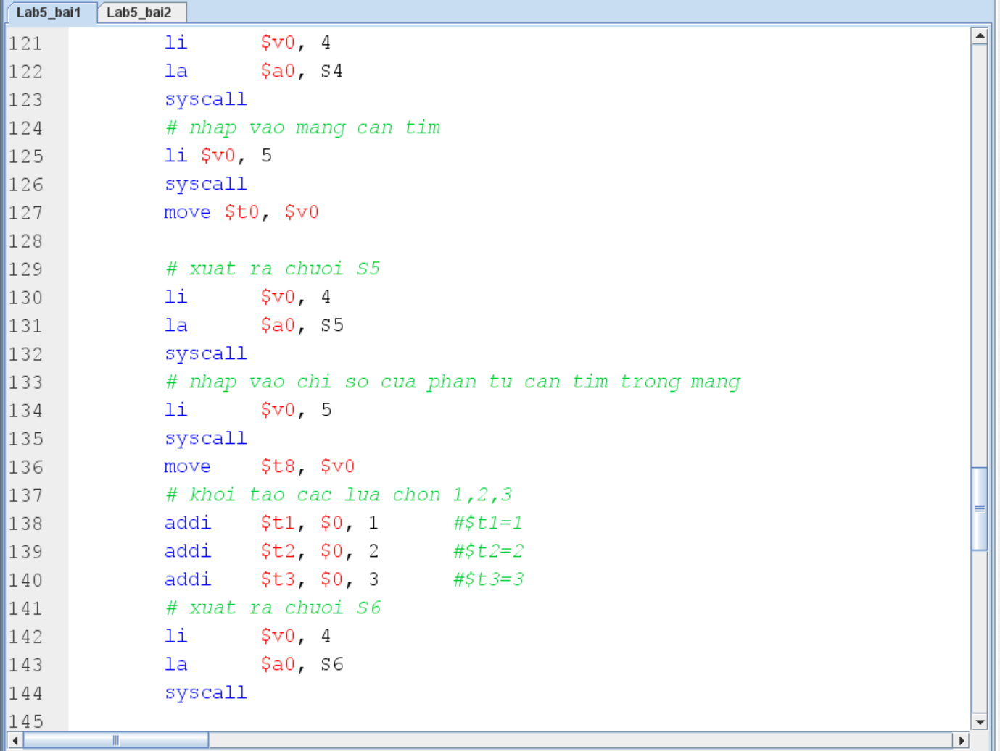 Lab5_bai1 Lab5_bai2
121 li $v0, 4
122 la $a0, S4
123 syscall
124 # nhap vao mang can tim
125 li $v0, 5
126 syscall
127 move $t0, $v0
128
129 # xuat ra chuoi S5
130 li $v0, 4
131 la $a0, S5
132 syscall
133 # nhap vao chi so cua phan tu can tim trong mang
134 li $v0, 5
135 syscall
136 move $t8, $v0
137 # khoi tao cac lua chon 1,2,3
138 addi $t1, $0, 1 #$t1=1
139 addi $t2, $0, 2 #$t2=2
140 addi $t3, $0, 3 #$t3=3
141 # xuat ra chuoi S6
142 li $v0, 4
143 la $a0, S6
144 syscall
145